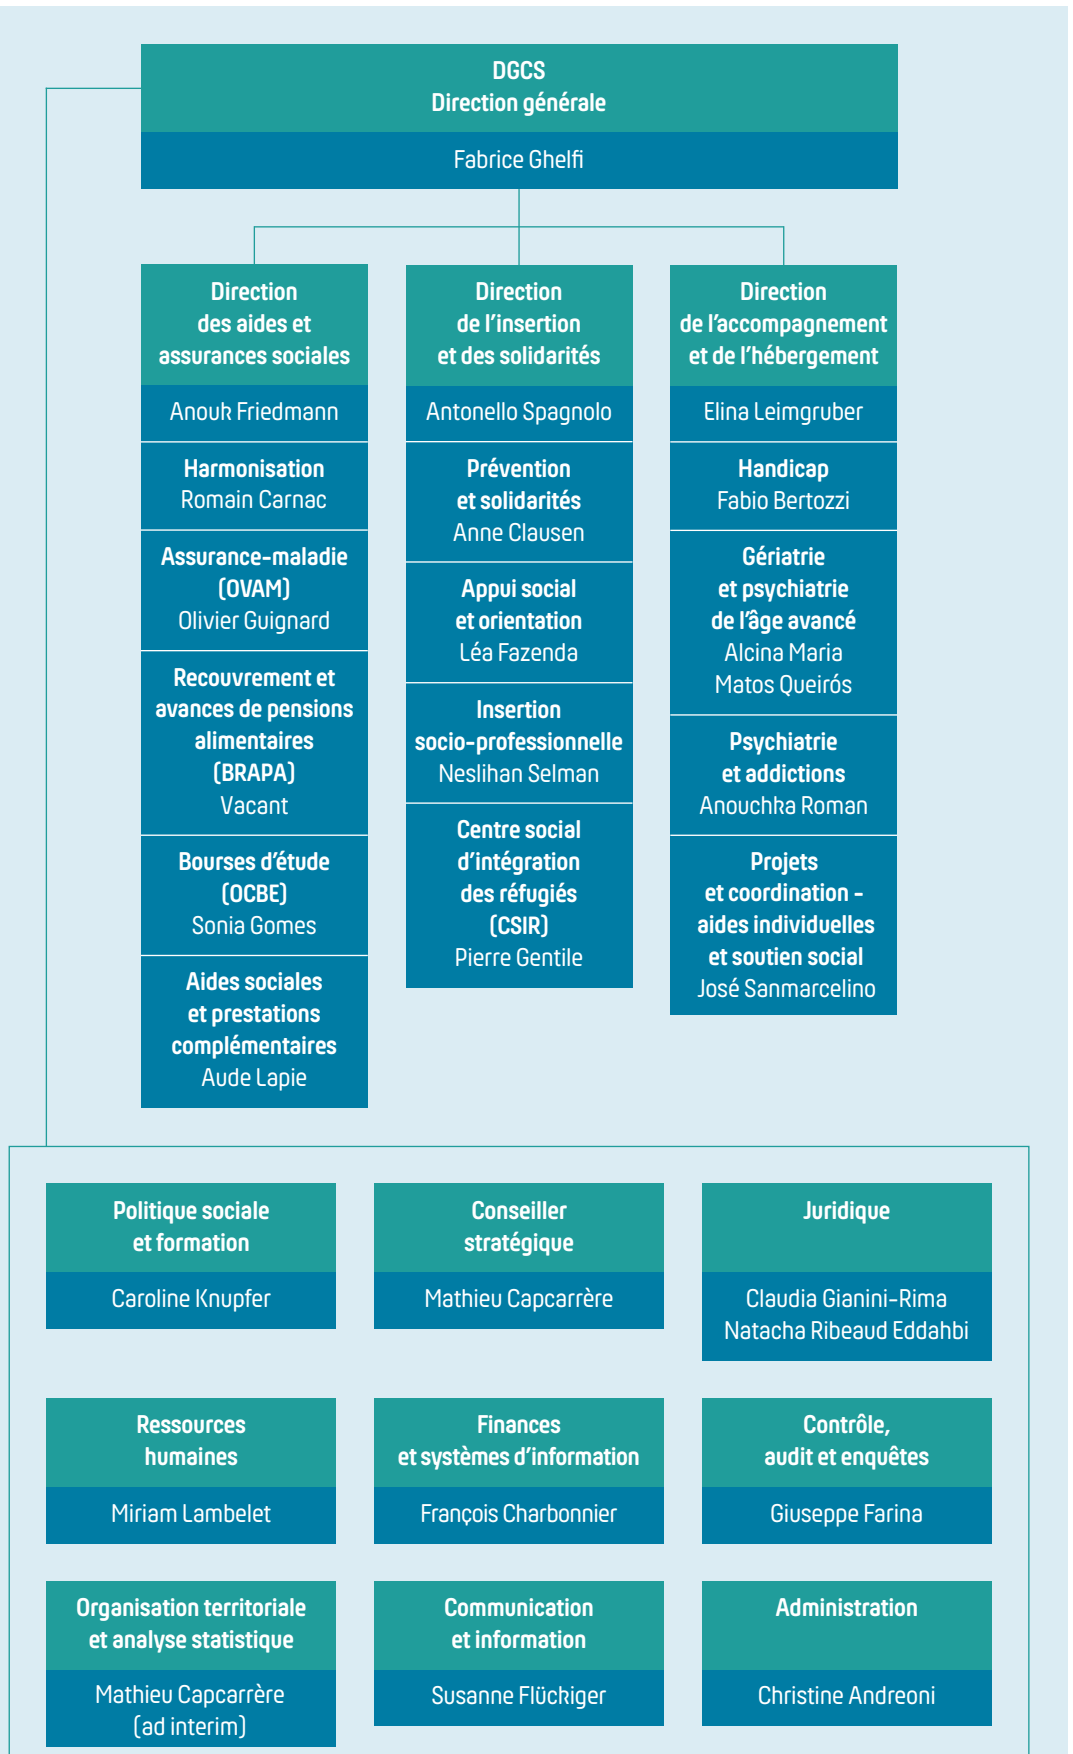 DGCS
Direction générale
Fabrice Ghelfi
Direction
des aides et
assurances sociales
Anouk Friedmann
Harmonisation
Romain Carnac
Assurance-maladie
(OVAM)
Olivier Guignard
Recouvrement et
avances de pensions
alimentaires
(BRAPA)
Vacant
Bourses d'étude
(OCBE)
Sonia Gomes
Aides sociales
et prestations
complémentaires
Aude Lapie
Direction
de l'insertion
et des solidarités
Antonello Spagnolo
Prévention
et solidarités
Anne Clausen
Appui social
et orientation
Léa Fazenda
Insertion
socio-professionnelle
Neslihan Selman
Centre social
d'intégration
des réfugiés
(CSIR)
Pierre Gentile
Direction
de l'accompagnement
et de l'hébergement
Elina Leimgruber
Handicap
Fabio Bertozzi
Gériatrie
et psychiatrie
de l'âge avancé
Alcina Maria
Matos Queirós
Psychiatrie
et addictions
Anouchka Roman
Projets
et coordination -
aides individuelles
et soutien social
José Sanmarcelino
Politique sociale
et formation
Caroline Knupfer
Conseiller
stratégique
Mathieu Capcarrère
Juridique
Claudia Gianini-Rima
Natacha Ribeaud Eddahbi
Ressources
humaines
Miriam Lambelet
Finances
et systèmes d'information
François Charbonnier
Contrôle,
audit et enquêtes
Giuseppe Farina
Organisation territoriale
et analyse statistique
Mathieu Capcarrère
(ad interim)
Communication
et information
Susanne Flückiger
Administration
Christine Andreoni